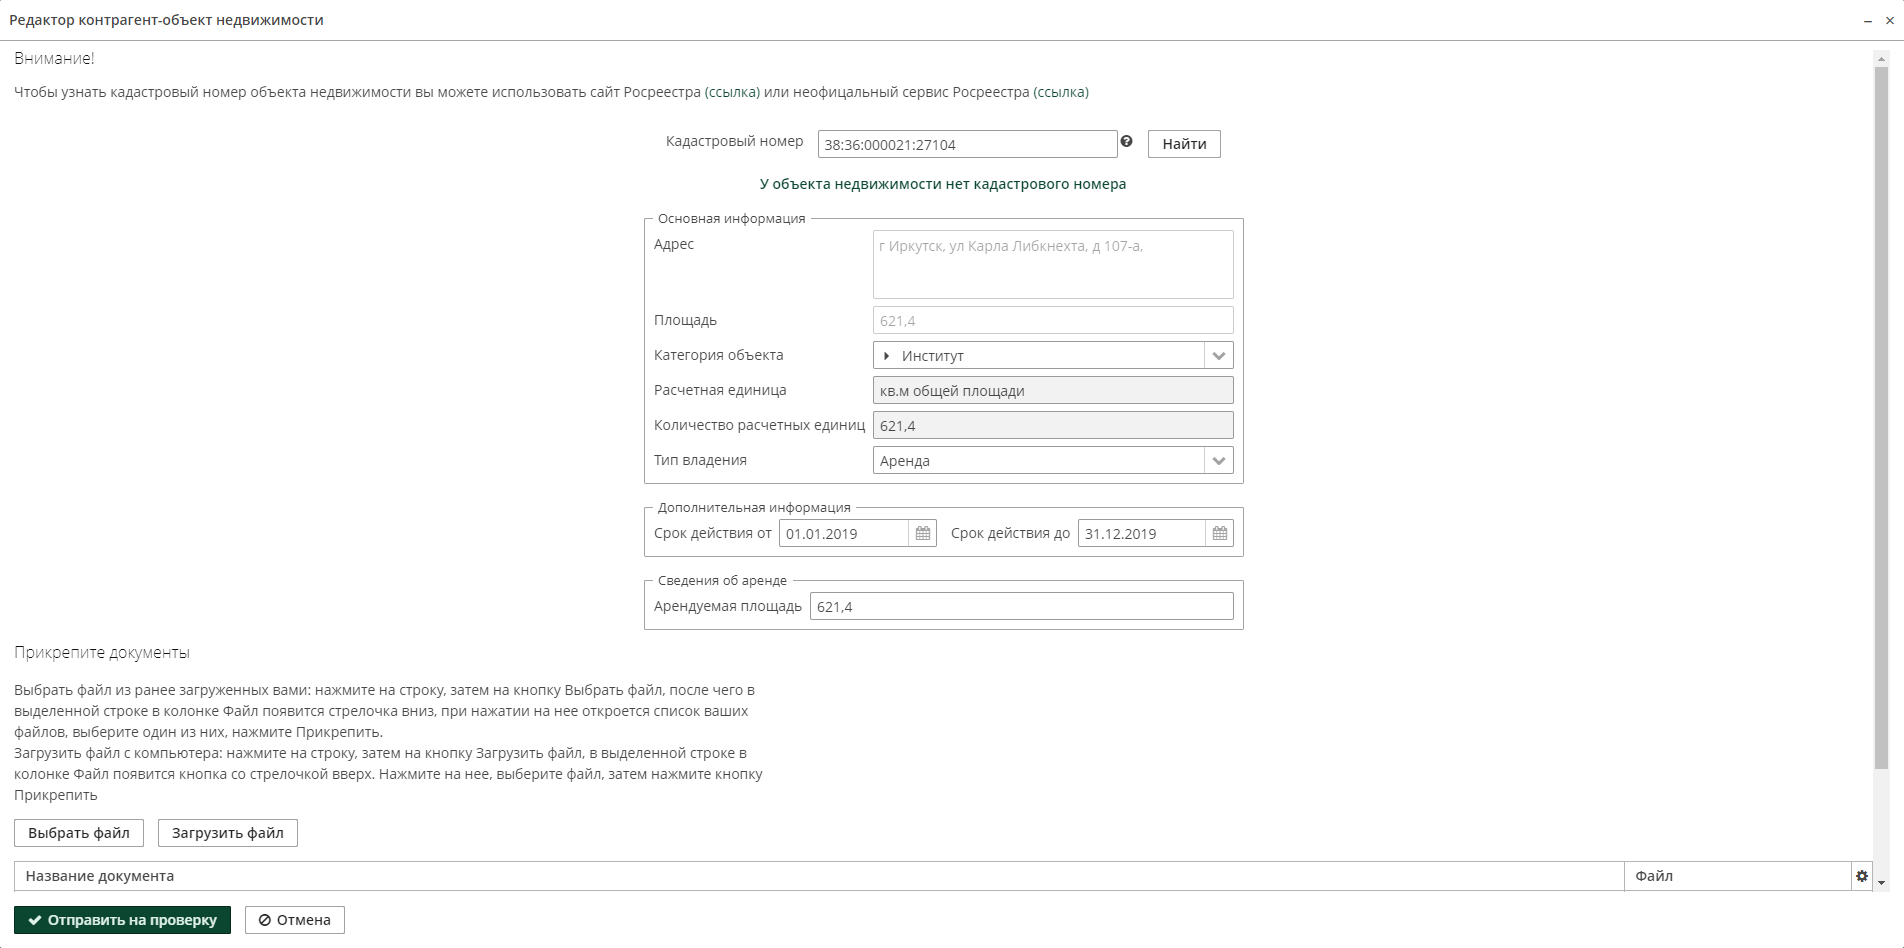 Редактор контрагент-объект недвижимости
Внимание!
Чтобы узнать кадастровый номер объекта недвижимости вы можете использовать сайт Росреестра (ссылка) или неофицальный сервис Росреестра (ссылка)
Кадастровый номер 38:36:000021:27104 Найти
У объекта недвижимости нет кадастрового номера
Основная информация
Адрес г Иркутск, ул Карла Либкнехта, д 107-а,
Площадь 621,4
Категория объекта Институт
Расчетная единица кв.м общей площади
Количество расчетных единиц 621,4
Тип владения Аренда
Дополнительная информация
Срок действия от 01.01.2019 Срок действия до 31.12.2019
Сведения об аренде
Арендуемая площадь 621,4
Прикрепите документы
Выбрать файл из ранее загруженных вами: нажмите на строку, затем на кнопку Выбрать файл, после чего в
выделенной строке в колонке Файл появится стрелочка вниз, при нажатии на нее откроется список ваших
файлов, выберите один из них, нажмите Прикрепить.
Загрузить файл с компьютера: нажмите на строку, затем на кнопку Загрузить файл, в выделенной строке в
колонке Файл появится кнопка со стрелочкой вверх. Нажмите на нее, выберите файл, затем нажмите кнопку
Прикрепить
Выбрать файл Загрузить файл
Название документа Файл
Отправить на проверку Отмена